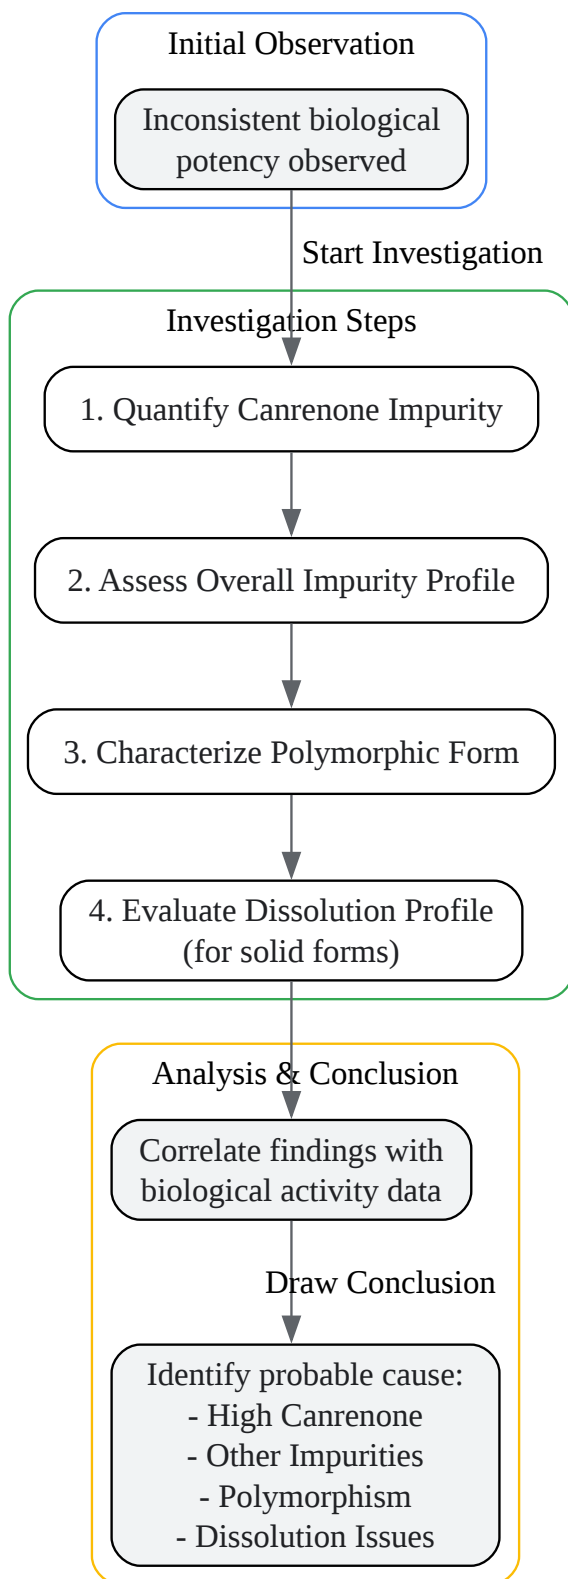 Initial Observation
Inconsistent biological
potency observed
Start Investigation
Investigation Steps
1. Quantify Canrenone Impurity
2. Assess Overall Impurity Profile
3. Characterize Polymorphic Form
4. Evaluate Dissolution Profile
(for solid forms)
Analysis & Conclusion
Correlate findings with
biological activity data
Draw Conclusion
Identify probable cause:
- High Canrenone
- Other Impurities
- Polymorphism
- Dissolution Issues